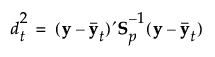 d_t^2 = (y − ȳ_t)′S_p^{−1}(y − ȳ_t)